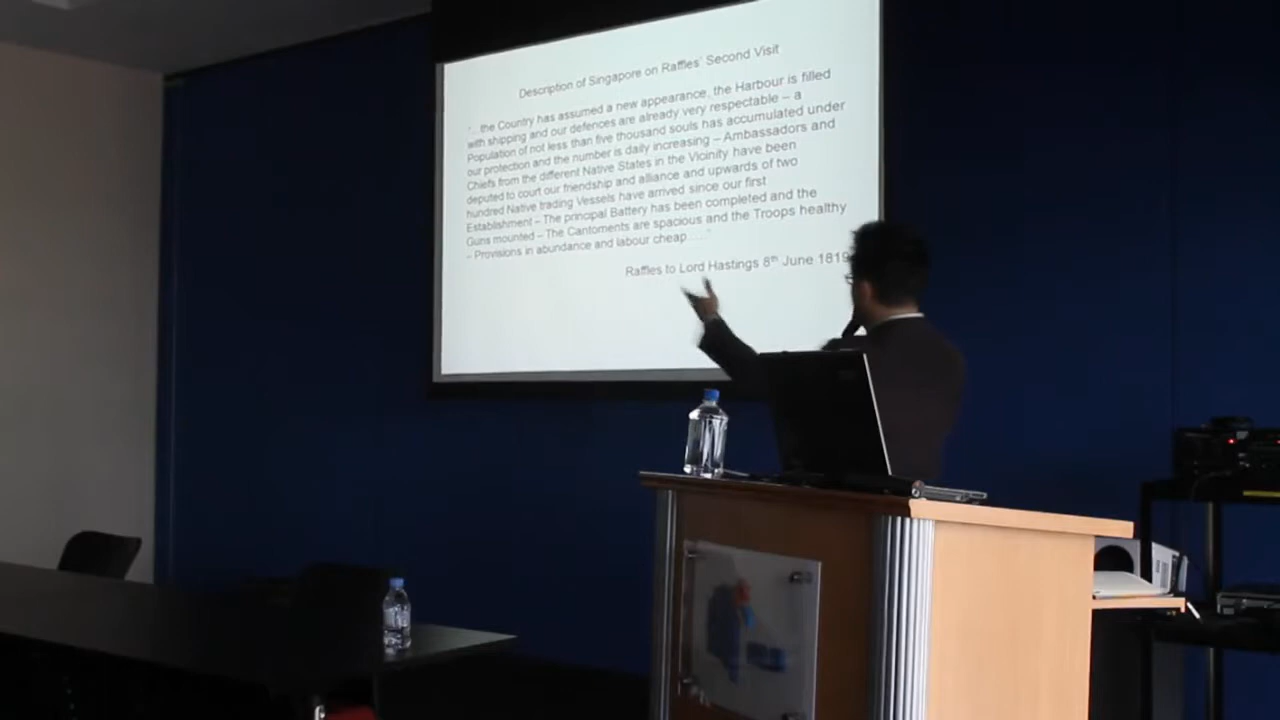 Description of Singapore on Raffles' Second Visit
'...the Country has assumed a new appearance, the Harbour is filled
with shipping and our defences are already very respectable – a
Population of not less than five thousand souls has accumulated under
our protection and the number is daily increasing – Ambassadors and
Chiefs from the different Native States in the Vicinity have been
deputed to court our friendship and alliance and upwards of two
hundred Native trading Vessels have arrived since our first
Establishment – The principal Battery has been completed and the
Guns mounted – The Cantoments are spacious and the Troops healthy
– Provisions in abundance and labour cheap.....'
Raffles to Lord Hastings 8th June 1819